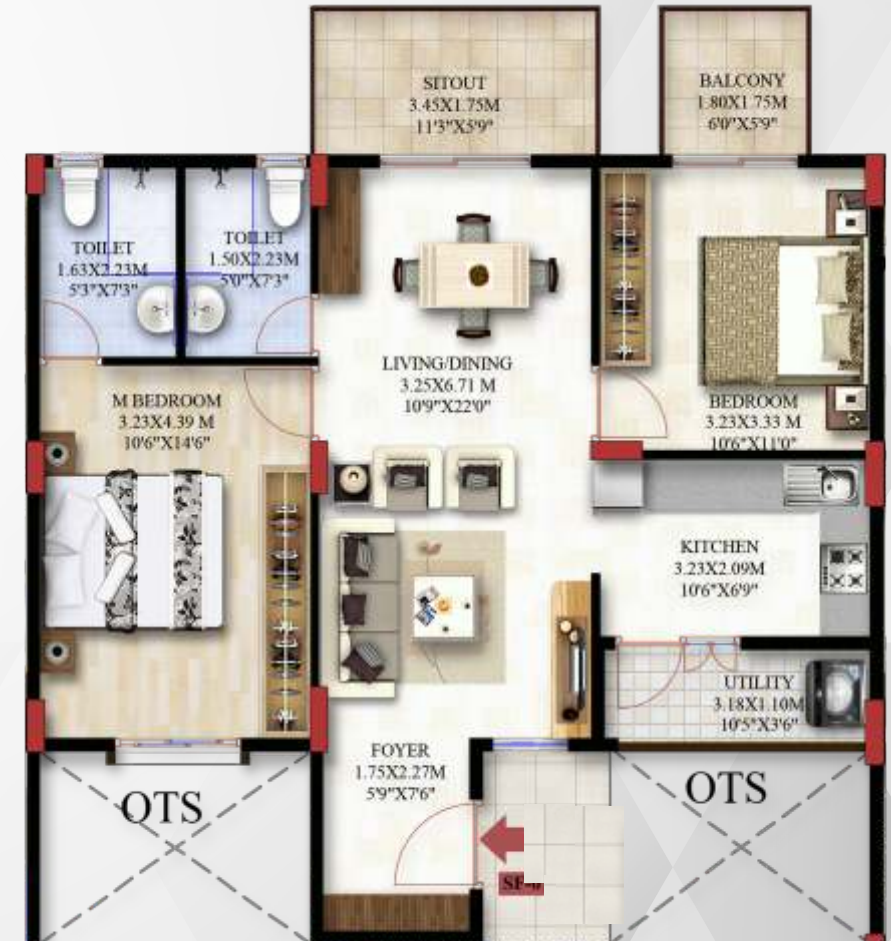 SITOUT
3.45X1.75M
11'3"X5'9"
BALCONY
1.80X1.75M
6'0"X5'9"
TOILET
1.63X2.23M
5'3"X7'3"
TOILET
1.50X2.23M
5'0"X7'3"
LIVING/DINING
3.25X6.71 M
10'9"X22'0"
M BEDROOM
3.23X4.39 M
10'6"X14'6"
BEDROOM
3.23X3.33 M
10'6"X11'0"
KITCHEN
3.23X2.09M
10'6"X6'9"
UTILITY
3.18X1.10M
10'5"X3'6"
FOYER
1.75X2.27M
5'9"X7'6"
OTS
OTS